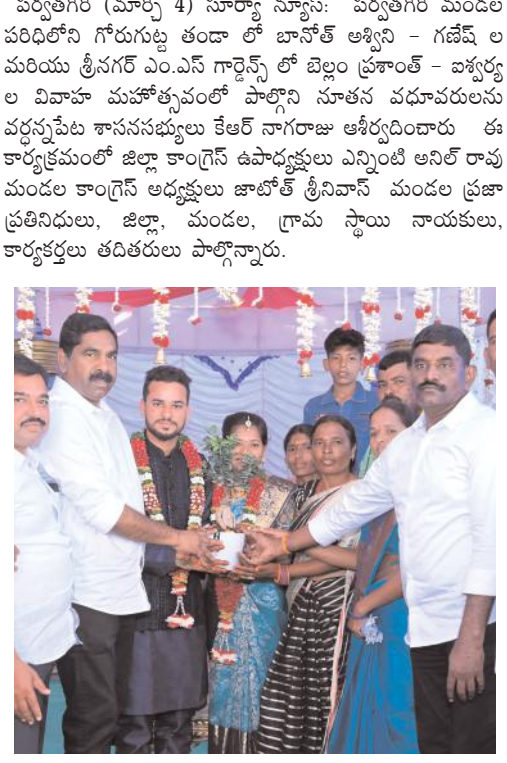 పర్వతగిరి (మార్చి 4) సూర్యా న్యూస్: పర్వతగిరి మండల
పరిధిలోని గోరుగుట్ట తండా లో బానోత్ అశ్విని - గణేష్ ల
మరియు శ్రీనగర్ ఎం.ఎస్ గార్డెన్స్ లో బెల్లం ప్రశాంత్ - ఐశ్వర్య
ల వివాహ మహోత్సవంలో పాల్గొని నూతన వధూవరులను
వర్ధన్నపేట శాసనసభ్యులు కేఆర్ నాగరాజు ఆశీర్వదించారు ఈ
కార్యక్రమంలో జిల్లా కాంగ్రెస్ ఉపాధ్యక్షులు ఎన్నింటి అనిల్ రావు
మండల కాంగ్రెస్ అధ్యక్షులు జాటోత్ శ్రీనివాస్ మండల ప్రజా
ప్రతినిధులు, జిల్లా, మండల, గ్రామ స్థాయి నాయకులు,
కార్యకర్తలు తదితరులు పాల్గొన్నారు.